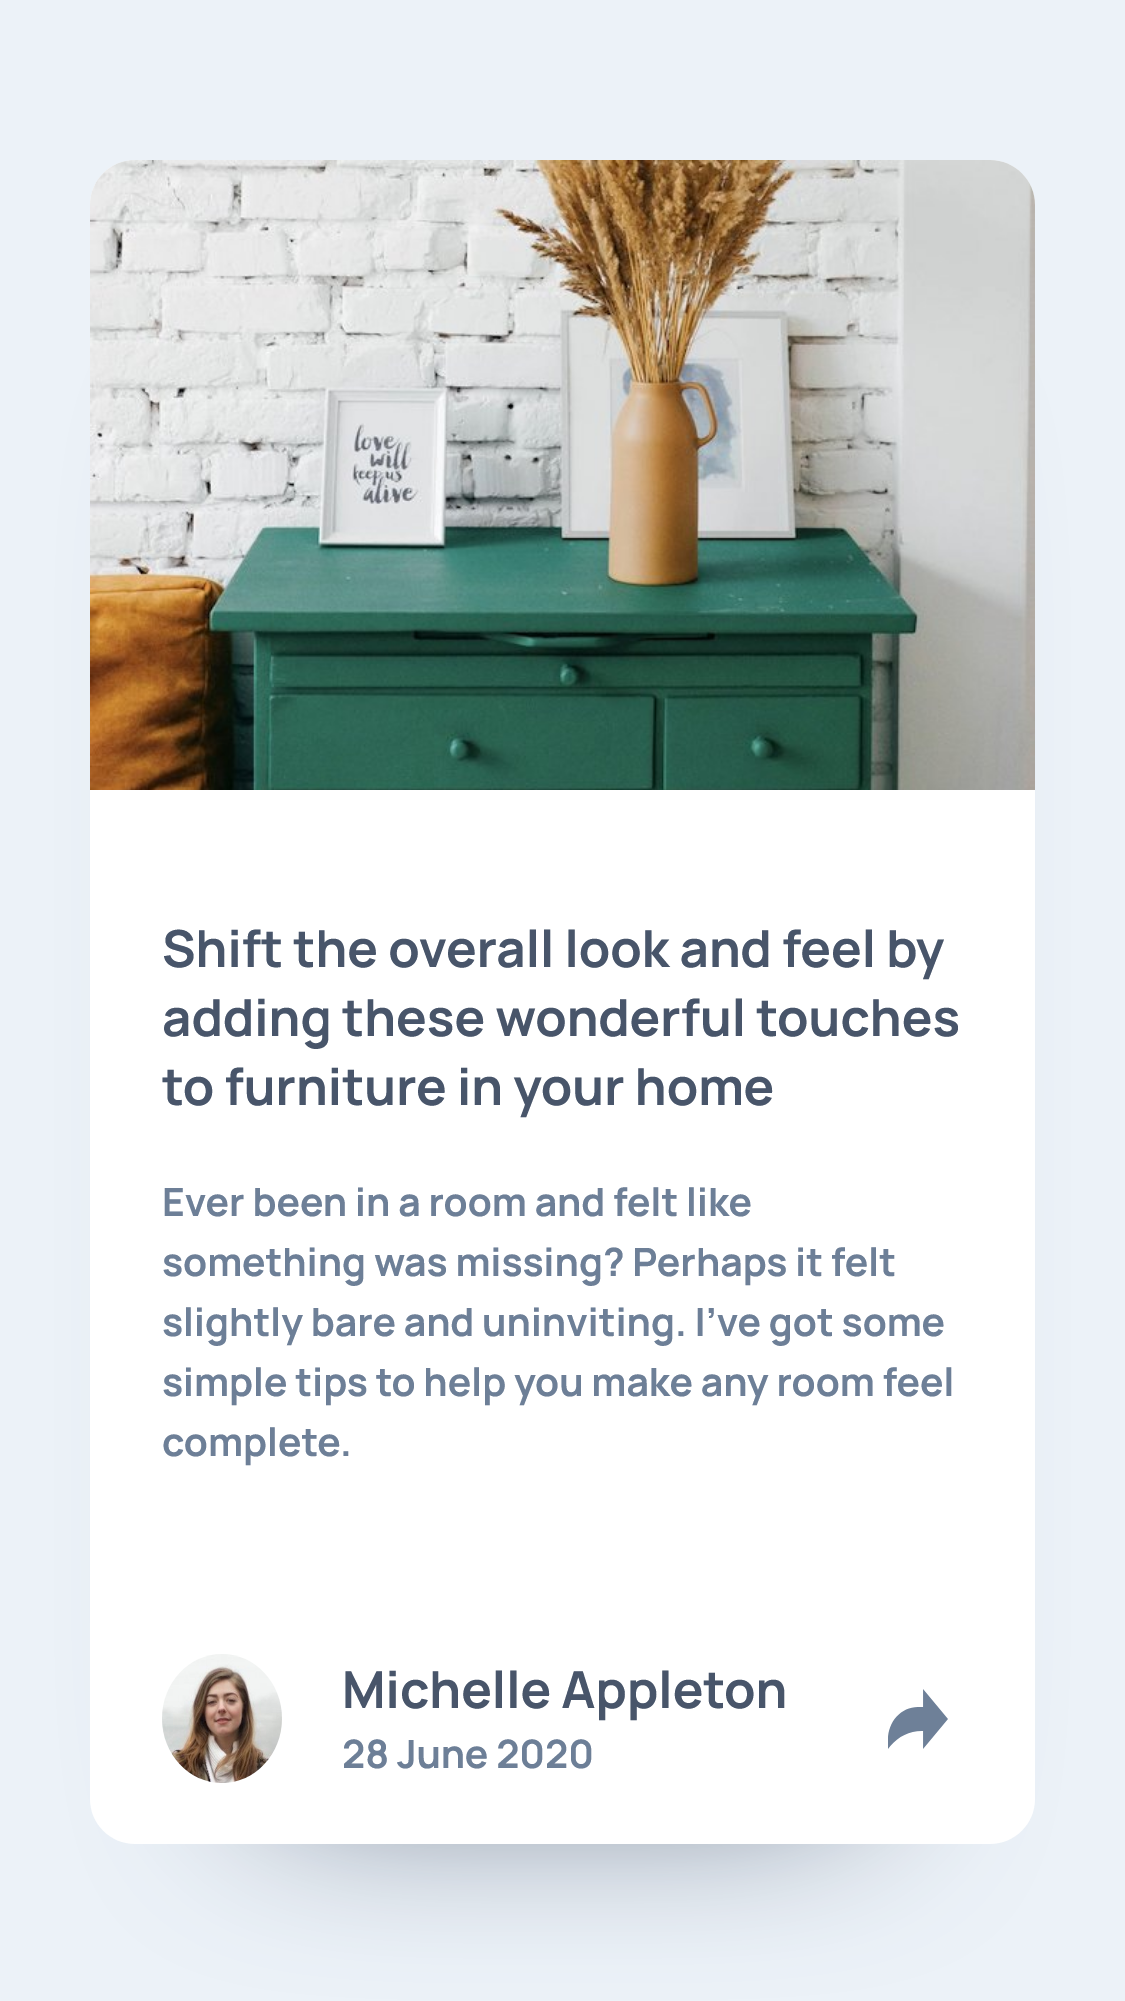 love
will
keep us
alive
Shift the overall look and feel by
adding these wonderful touches
to furniture in your home
Ever been in a room and felt like
something was missing? Perhaps it felt
slightly bare and uninviting. I’ve got some
simple tips to help you make any room feel
complete.
Michelle Appleton
28 June 2020